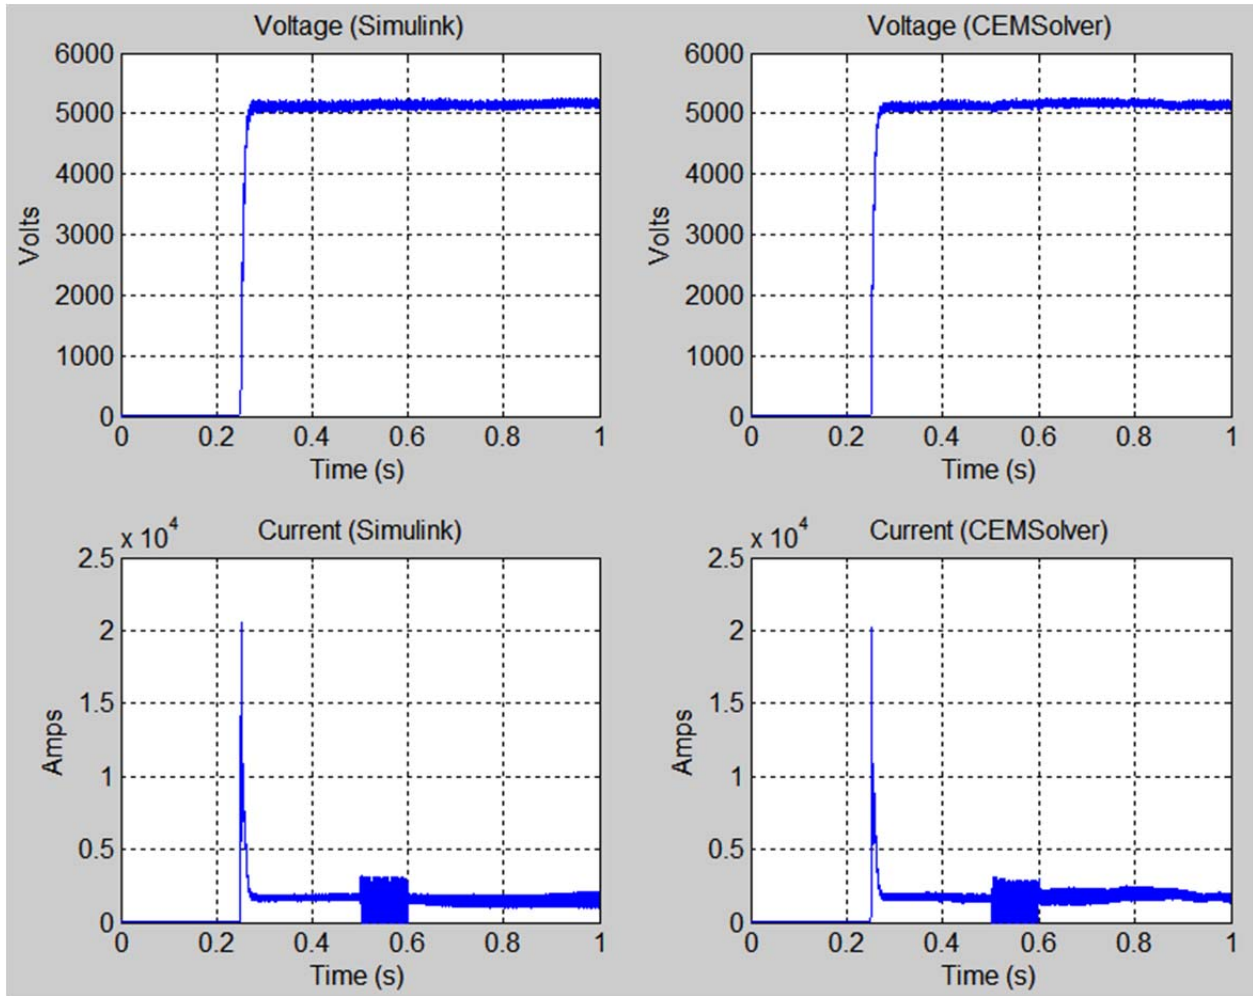 Voltage (Simulink)
6000
5000
4000
3000
2000
1000
0
Volts
0 0.2 0.4 0.6 0.8 1
Time (s)
Voltage (CEMSolver)
6000
5000
4000
3000
2000
1000
0
Volts
0 0.2 0.4 0.6 0.8 1
Time (s)
Current (Simulink)
x 10^4
2.5
2
1.5
1
0.5
0
Amps
0 0.2 0.4 0.6 0.8 1
Time (s)
Current (CEMSolver)
x 10^4
2.5
2
1.5
1
0.5
0
Amps
0 0.2 0.4 0.6 0.8 1
Time (s)